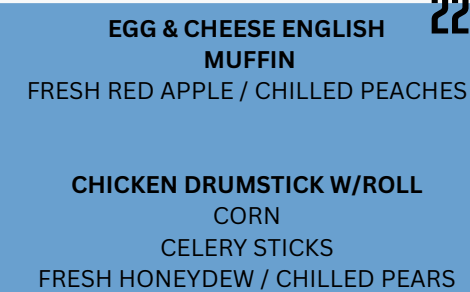 22
EGG & CHEESE ENGLISH
MUFFIN
FRESH RED APPLE / CHILLED PEACHES
CHICKEN DRUMSTICK W/ROLL
CORN
CELERY STICKS
FRESH HONEYDEW / CHILLED PEARS